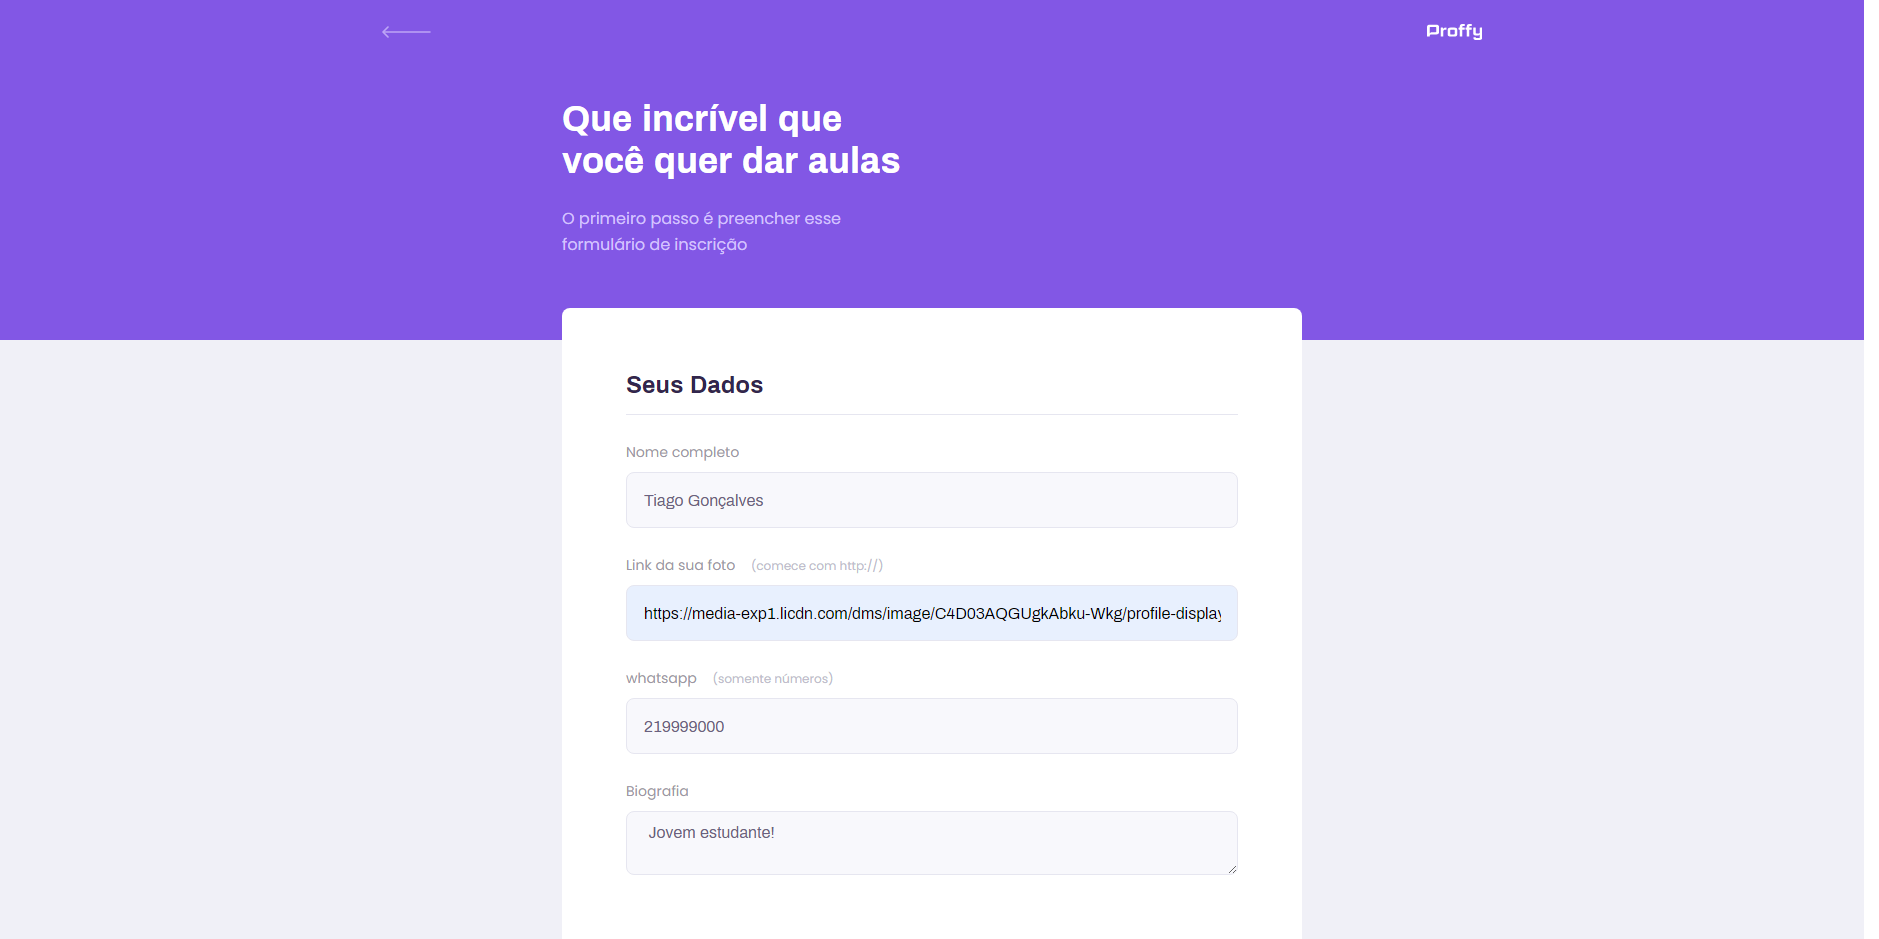 Proffy
Que incrível que
você quer dar aulas
O primeiro passo é preencher esse
formulário de inscrição
Seus Dados
Nome completo
Tiago Gonçalves
Link da sua foto (comece com http://)
https://media-exp1.licdn.com/dms/image/C4D03AQGUgkAbku-Wkg/profile-display
whatsapp (somente números)
219999000
Biografia
Jovem estudante!